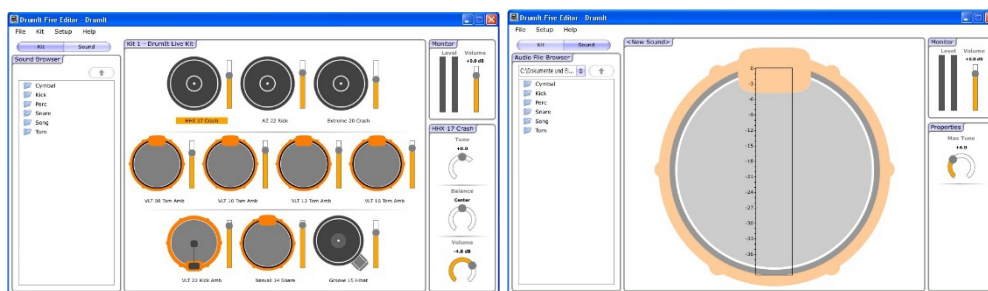 DrumIt Five Editor - DrumIt
File Kit Setup Help
Kit Sound
Sound Browser
Cymbal
Kick
Perc
Snare
Song
Tom
Kit 1 - DrumIt Live Kit
HHX 17 Crash
AZ 22 Ride
Extreme 20 Crash
VLT 08 Tom Amb
VLT 10 Tom Amb
VLT 12 Tom Amb
VLT 16 Tom Amb
VLT 22 Kick Amb
14 Snare
Groove 15 Hihat
Monitor
Level Volume
+0.0 dB
HHX 17 Crash
Tune
+0.0
Balance
Center
Volume
-4.0 dB
DrumIt Five Editor - DrumIt
File Setup Help
Kit Sound
Audio File Browser
C:\Dokumente und Ei...
Cymbal
Kick
Perc
Snare
Song
Tom
<New Sound>
0
-3
-6
-9
-12
-15
-18
-21
-24
-27
-30
-33
-36
Monitor
Level Volume
+0.0 dB
Properties
Max Tune
+6.0